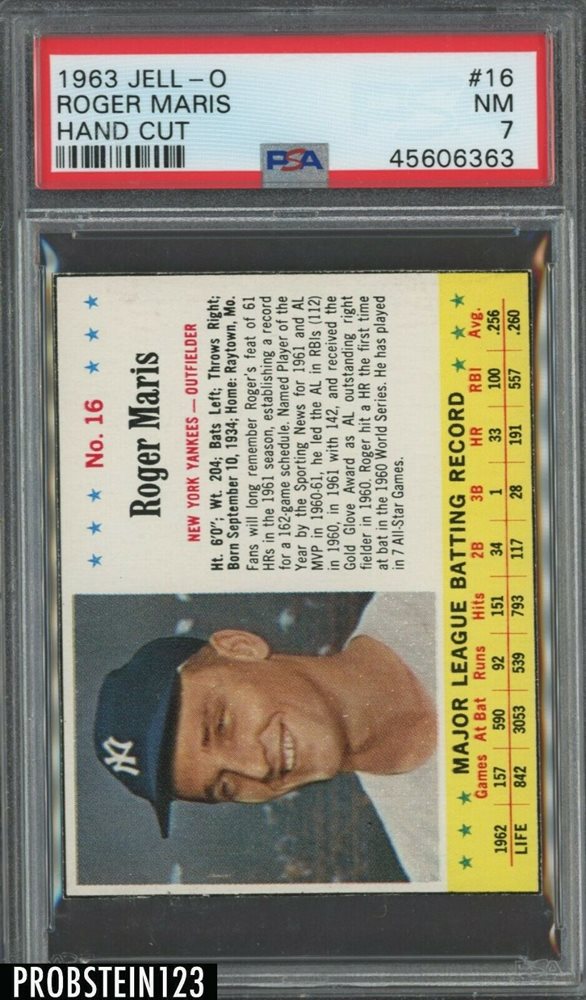 1963 JELL-O #16
ROGER MARIS NM
HAND CUT 7
PSA 45606363
No. 16
Roger Maris
NEW YORK YANKEES — OUTFIELDER
Ht. 6'0"; Wt. 204; Bats Left; Throws Right;
Born September 10, 1934; Home: Raytown, Mo.
Fans will long remember Roger's feat of 61
HRs in the 1961 season, establishing a record
for a 162-game schedule. Named Player of the
Year by the Sporting News for 1961 and AL
MVP in 1960-61, he led the AL in RBIs (112)
in 1960, in 1961 with 142, and received the
Gold Glove Award as AL outstanding right
fielder in 1960. Roger hit a HR the first time
at bat in the 1960 World Series. He has played
in 7 All-Star Games.
NY
MAJOR LEAGUE BATTING RECORD
Games At Bat Runs Hits 2B 3B HR RBI Avg.
1962 157 590 92 151 34 1 33 100 .256
LIFE 842 3053 539 793 117 28 191 557 .260
PROBSTEIN123